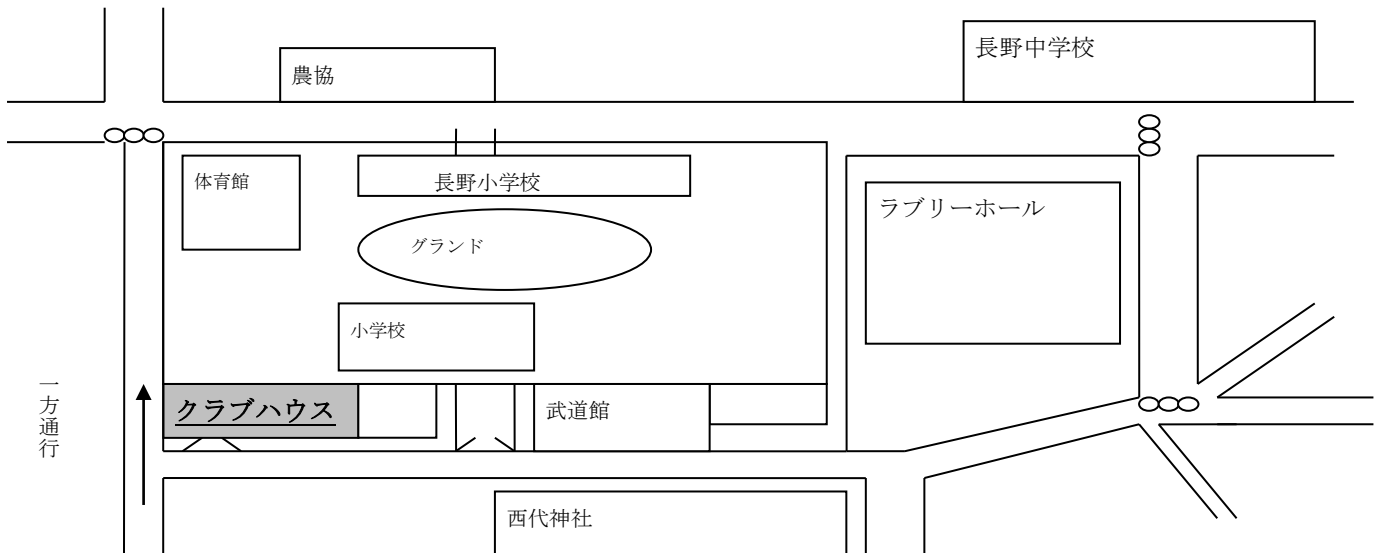 長野中学校
農協
体育館
長野小学校
ラブリーホール
グランド
小学校
一方通行
クラブハウス
武道館
西代神社